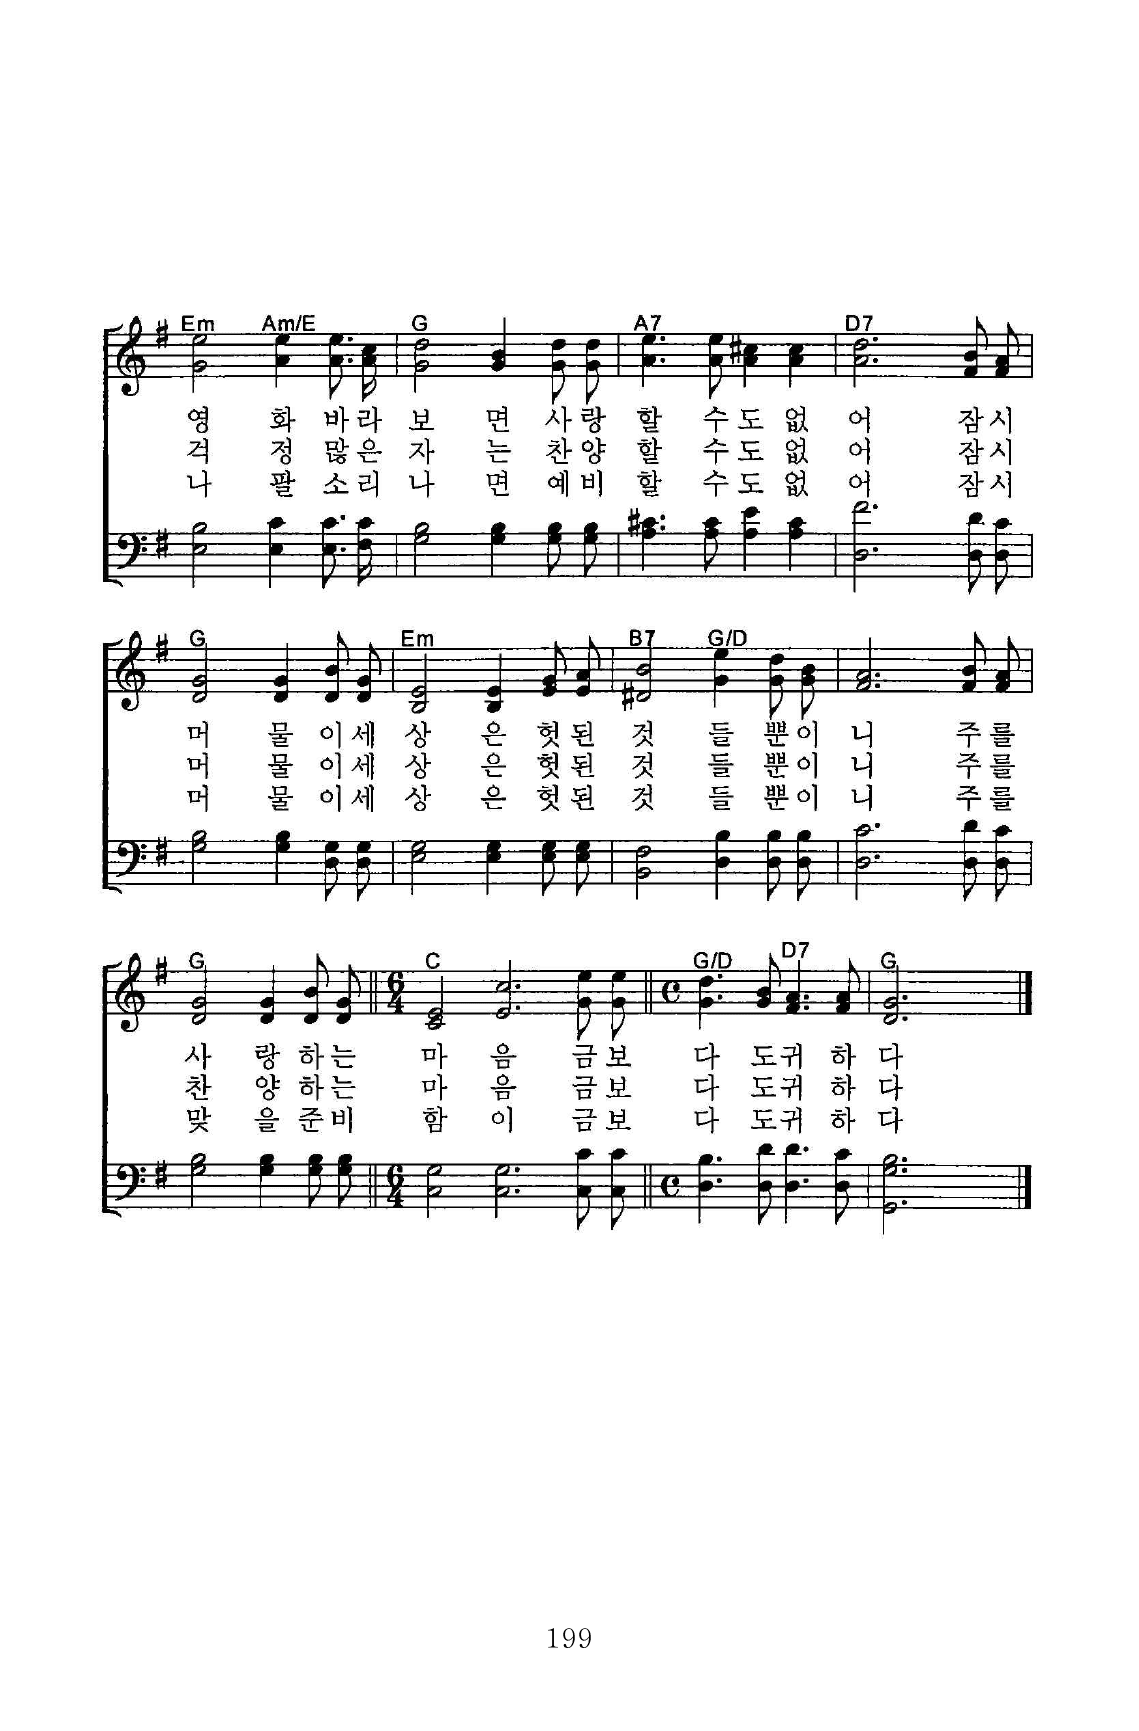 Em Am/E G A7 D7
영 화 바 라 보 면 사 랑 할 수 도 없 어 잠 시
걱 정 많 은 자 는 찬 양 할 수 도 없 어 잠 시
나 팔 소 리 나 면 예 비 할 수 도 없 어 잠 시
G Em B7 G/D
머 물 이 세 상 은 헛 된 것 들 뿐 이 니 주 를
머 물 이 세 상 은 헛 된 것 들 뿐 이 니 주 를
머 물 이 세 상 은 헛 된 것 들 뿐 이 니 주 를
G C G/D D7 G
6 4 C
사 랑 하 는 마 음 금 보 다 도 귀 하 다
찬 양 하 는 마 음 금 보 다 도 귀 하 다
맞 을 준 비 함 이 금 보 다 도 귀 하 다
6 4 C
199